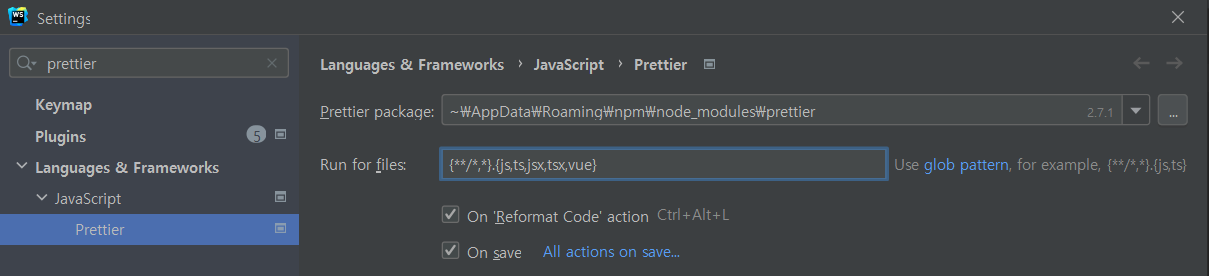 WS
Settings
prettier
Keymap
Plugins 5
Languages & Frameworks
JavaScript
Prettier
Languages & Frameworks › JavaScript › Prettier
Prettier package: ~₩AppData₩Roaming₩npm₩node_modules₩prettier 2.7.1 ...
Run for files: {**/*,*}.{js,ts,jsx,tsx,vue} Use glob pattern, for example, {**/*,*}.{js,ts}
On 'Reformat Code' action Ctrl+Alt+L
On save All actions on save...